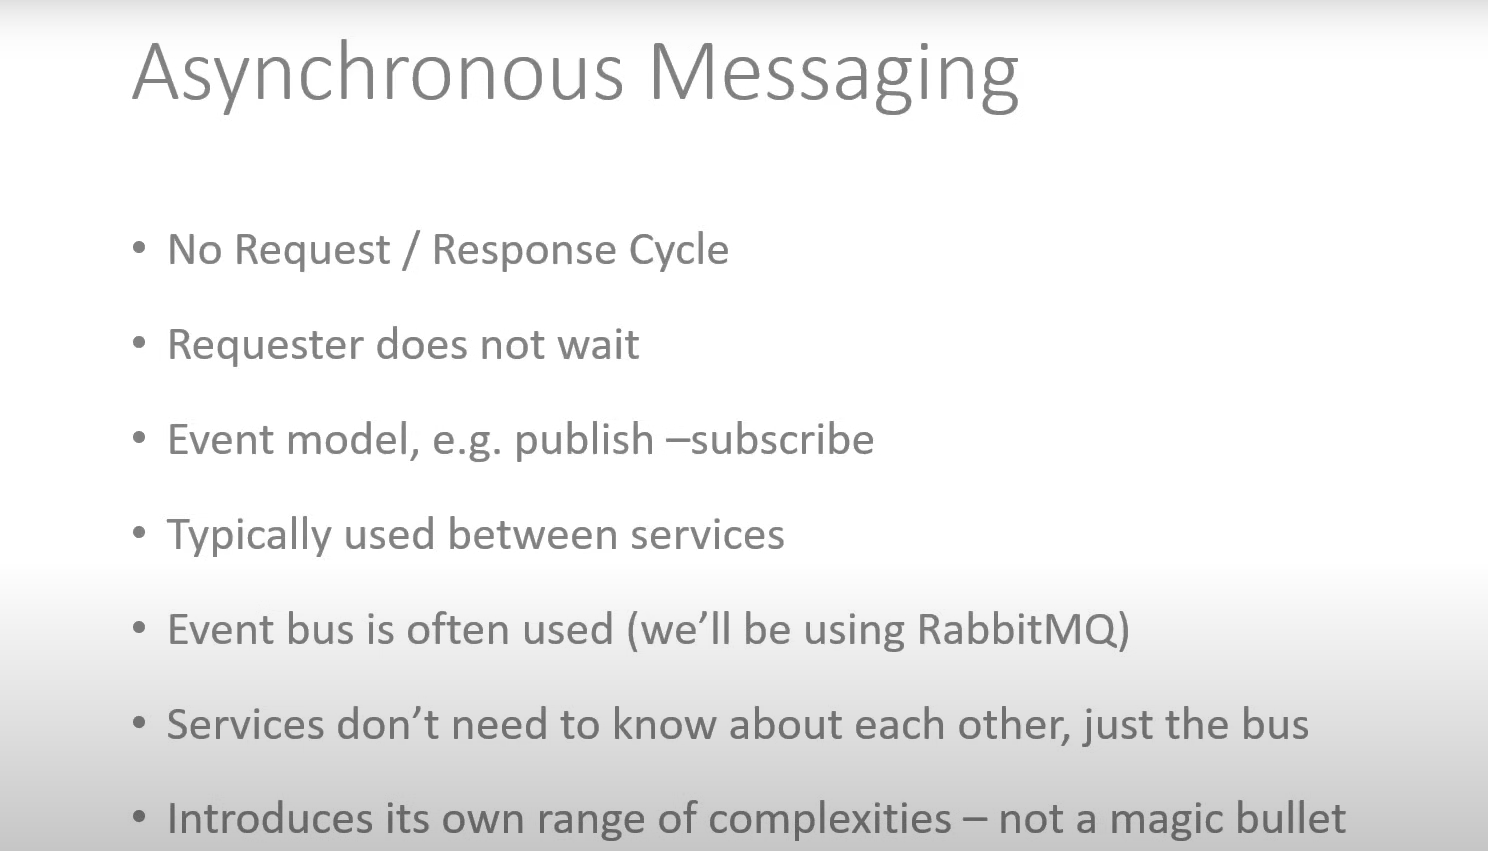 Asynchronous Messaging
• No Request / Response Cycle
• Requester does not wait
• Event model, e.g. publish –subscribe
• Typically used between services
• Event bus is often used (we’ll be using RabbitMQ)
• Services don’t need to know about each other, just the bus
• Introduces its own range of complexities – not a magic bullet